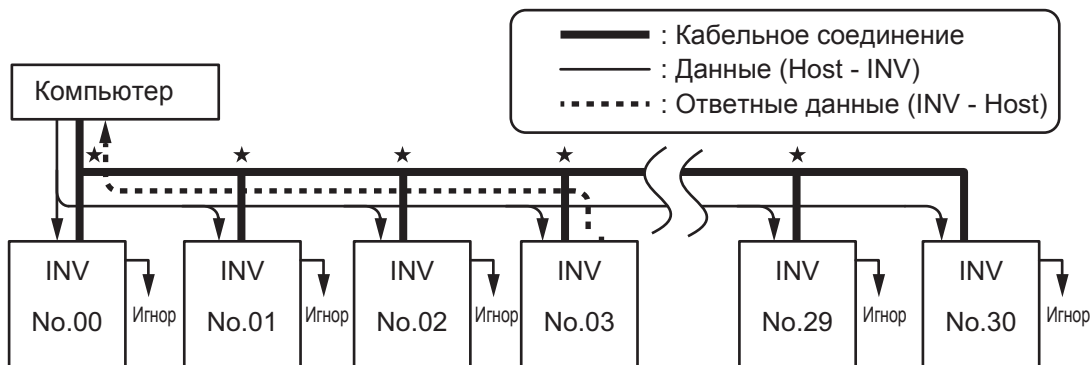 : Кабельное соединение
: Данные (Host - INV)
: Ответные данные (INV - Host)
Компьютер
INV
No.00
Игнор
INV
No.01
Игнор
INV
No.02
Игнор
INV
No.03
INV
No.29
Игнор
INV
No.30
Игнор